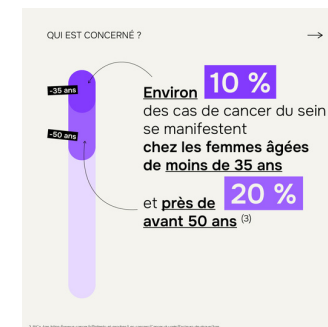 QUI EST CONCERNÉ ?
-35 ans
Environ 10 %
des cas de cancer du sein
se manifestent
-50 ans
chez les femmes âgées
de moins de 35 ans
et près de 20 %
avant 50 ans (3)